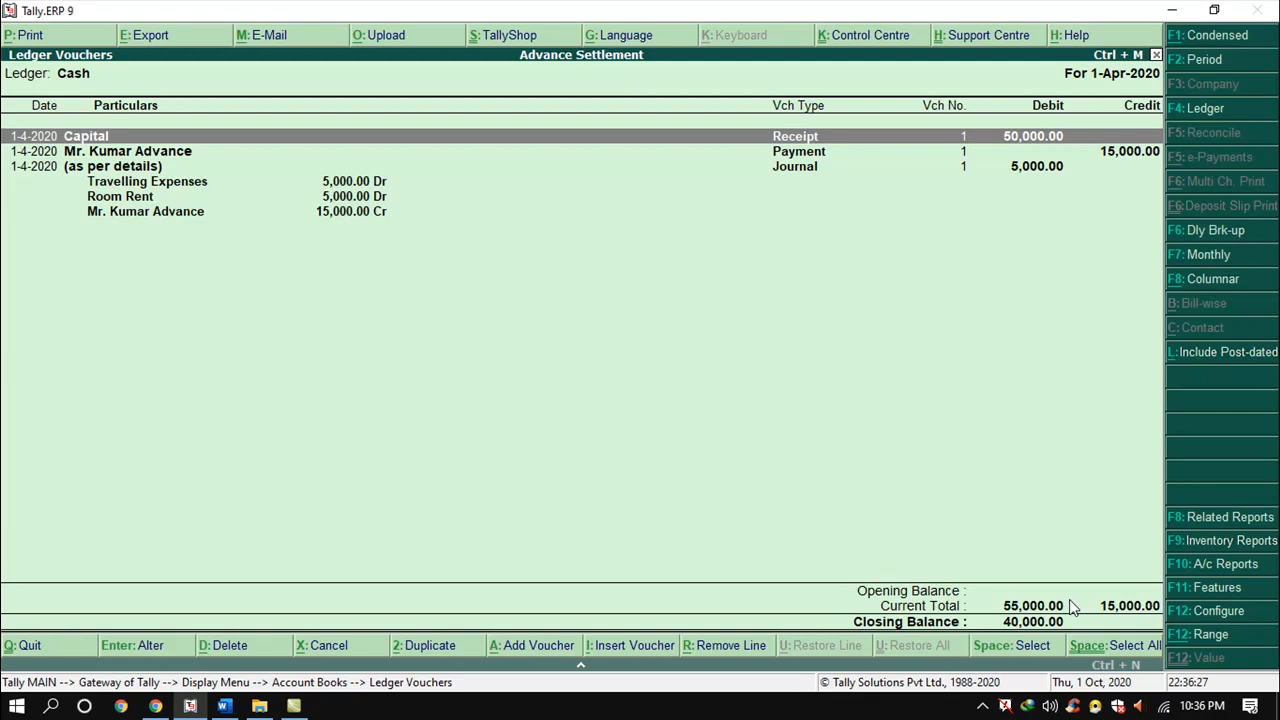 Tally.ERP 9
P: Print E: Export M: E-Mail O: Upload S: TallyShop G: Language K: Keyboard K: Control Centre H: Support Centre H: Help
Ledger Vouchers Advance Settlement Ctrl + M
Ledger: Cash For 1-Apr-2020
Date Particulars Vch Type Vch No. Debit Credit
1-4-2020 Capital Receipt 1 50,000.00
1-4-2020 Mr. Kumar Advance Payment 1 15,000.00
1-4-2020 (as per details) Journal 1 5,000.00
Travelling Expenses 5,000.00 Dr
Room Rent 5,000.00 Dr
Mr. Kumar Advance 15,000.00 Cr
Opening Balance :
Current Total : 55,000.00 15,000.00
Closing Balance : 40,000.00
F1: Condensed
F2: Period
F3: Company
F4: Ledger
F5: Reconcile
F5: e-Payments
F6: Multi Ch. Print
F6: Deposit Slip Print
F6: Dly Brk-up
F7: Monthly
F8: Columnar
B: Bill-wise
C: Contact
L: Include Post-dated
F8: Related Reports
F9: Inventory Reports
F10: A/c Reports
F11: Features
F12: Configure
F12: Range
F12: Value
Q: Quit Enter: Alter D: Delete X: Cancel 2: Duplicate A: Add Voucher I: Insert Voucher R: Remove Line U: Restore Line U: Restore All Space: Select Space: Select All
Ctrl + N
Tally MAIN --> Gateway of Tally --> Display Menu --> Account Books --> Ledger Vouchers © Tally Solutions Pvt Ltd., 1988-2020 Thu, 1 Oct, 2020 22:36:27
10:36 PM